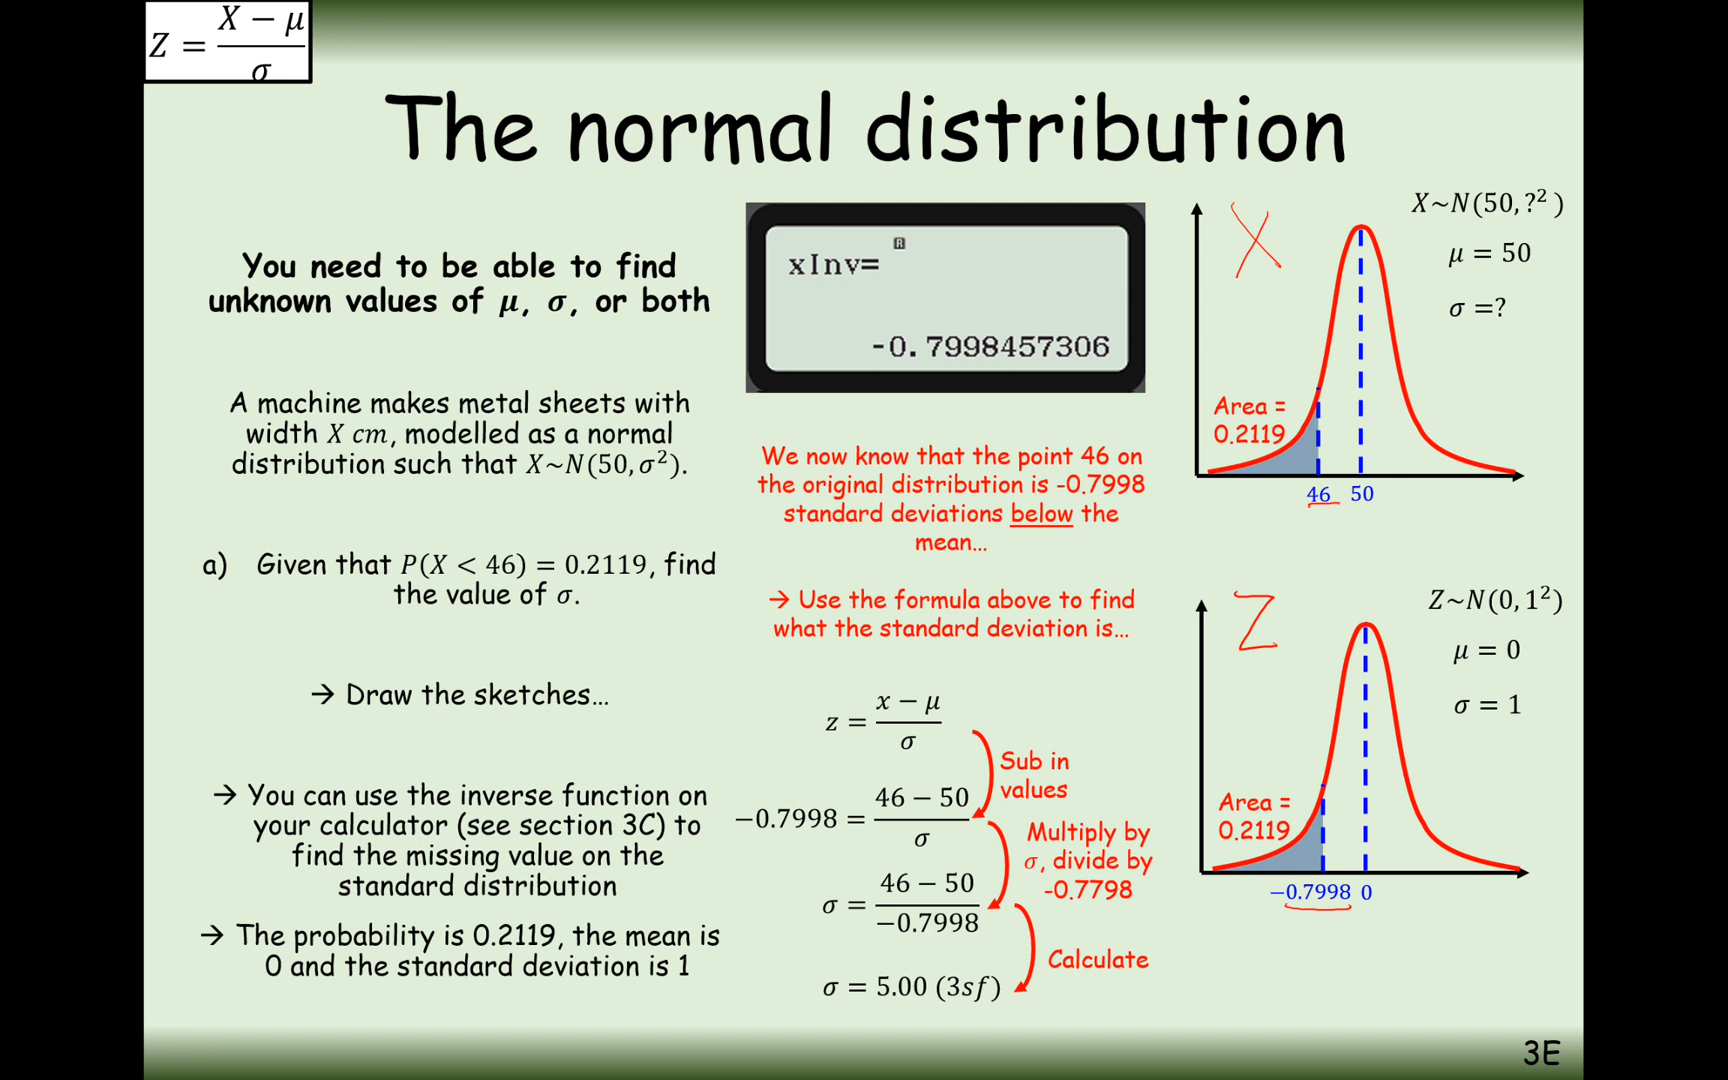 Z = (X − μ)/σ
The normal distribution
You need to be able to find
unknown values of μ, σ, or both
A machine makes metal sheets with
width X cm, modelled as a normal
distribution such that X~N(50, σ²).
a) Given that P(X < 46) = 0.2119, find
the value of σ.
→ Draw the sketches...
→ You can use the inverse function on
your calculator (see section 3C) to
find the missing value on the
standard distribution
→ The probability is 0.2119, the mean is
0 and the standard deviation is 1
R
xInv=
-0.7998457306
We now know that the point 46 on
the original distribution is -0.7998
standard deviations below the
mean...
→ Use the formula above to find
what the standard deviation is...
z = (x − μ)/σ
Sub in
values
−0.7998 = (46 − 50)/σ
Multiply by
σ, divide by
-0.7798
σ = (46 − 50)/−0.7998
Calculate
σ = 5.00 (3sf)
X
X~N(50, ?²)
μ = 50
σ =?
Area =
0.2119
46 50
Z
Z~N(0, 1²)
μ = 0
σ = 1
Area =
0.2119
−0.7998 0
3E